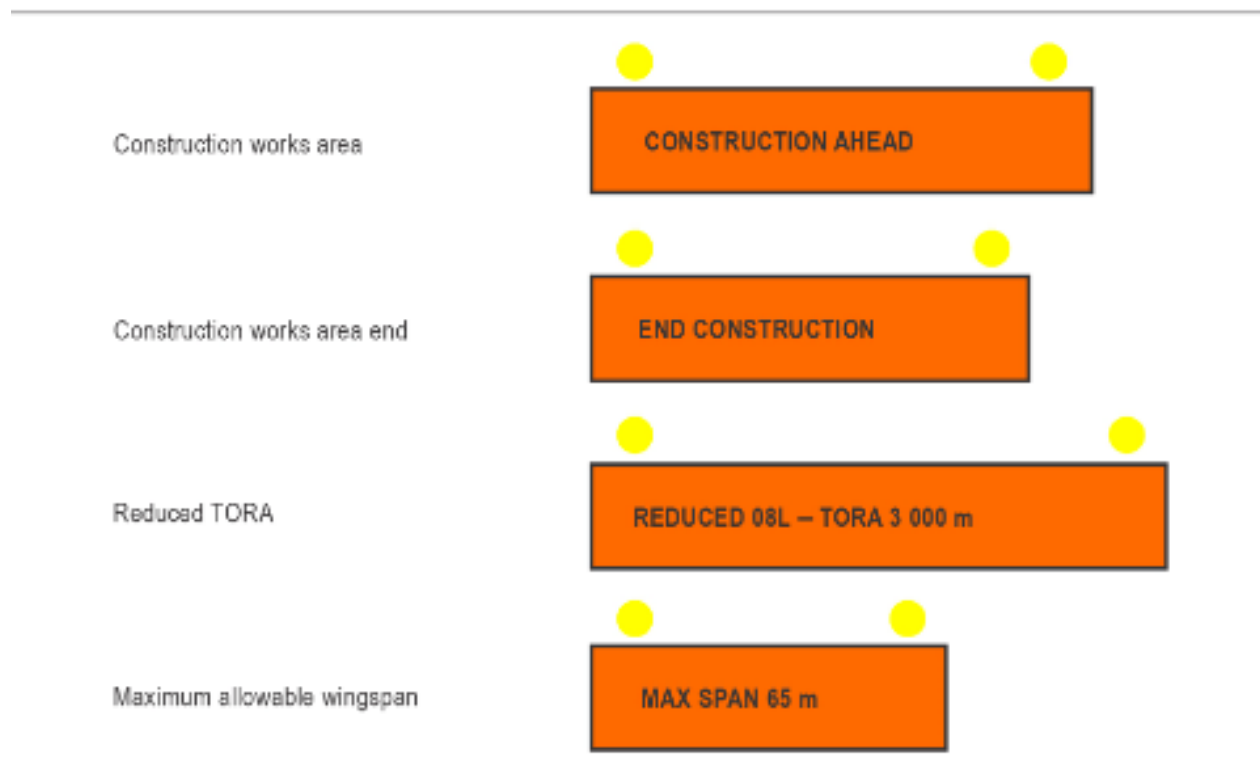 Construction works area
CONSTRUCTION AHEAD
Construction works area end
END CONSTRUCTION
Reduced TORA
REDUCED 08L – TORA 3 000 m
Maximum allowable wingspan
MAX SPAN 65 m